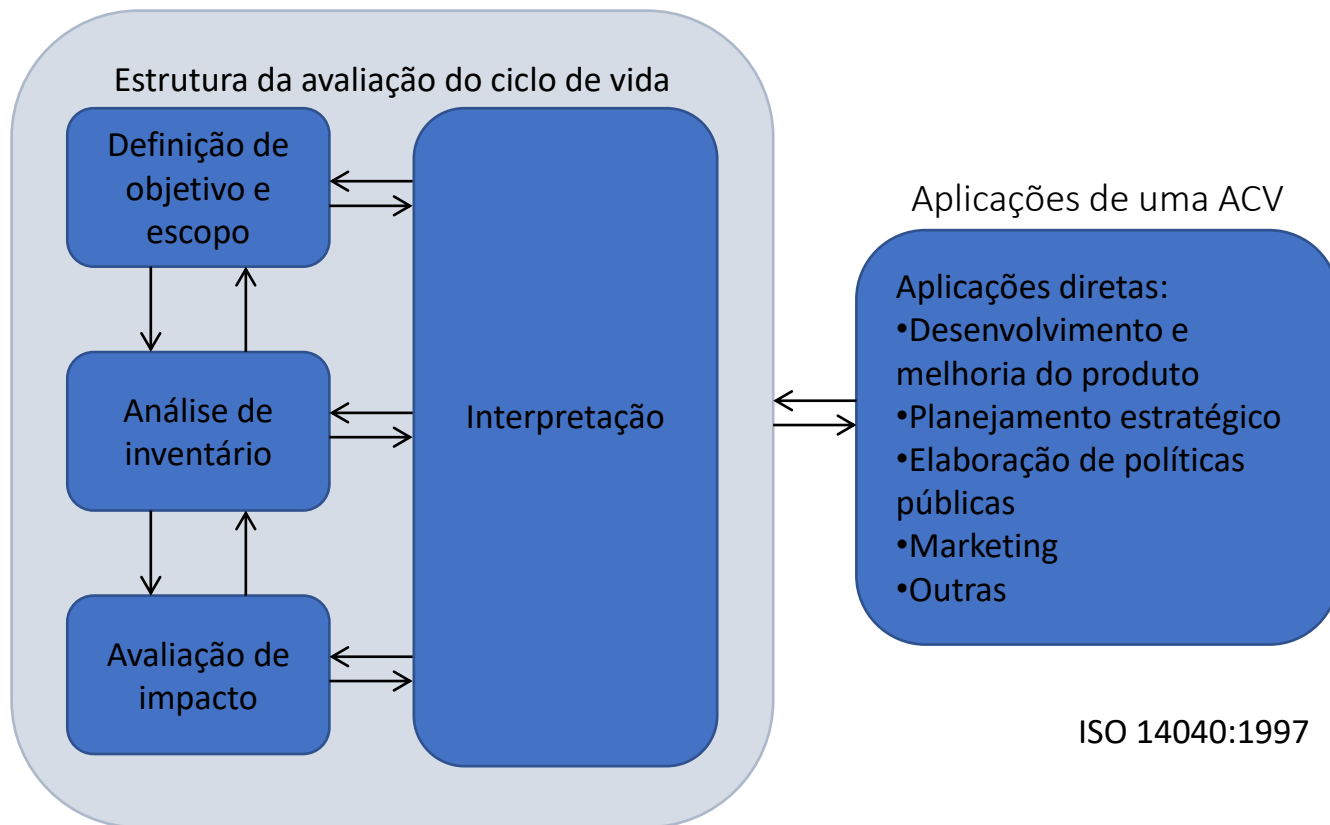 Estrutura da avaliação do ciclo de vida
Definição de
objetivo e
escopo
Análise de
inventário
Avaliação de
impacto
Interpretação
Aplicações de uma ACV
Aplicações diretas:
•Desenvolvimento e
melhoria do produto
•Planejamento estratégico
•Elaboração de políticas
públicas
•Marketing
•Outras
ISO 14040:1997